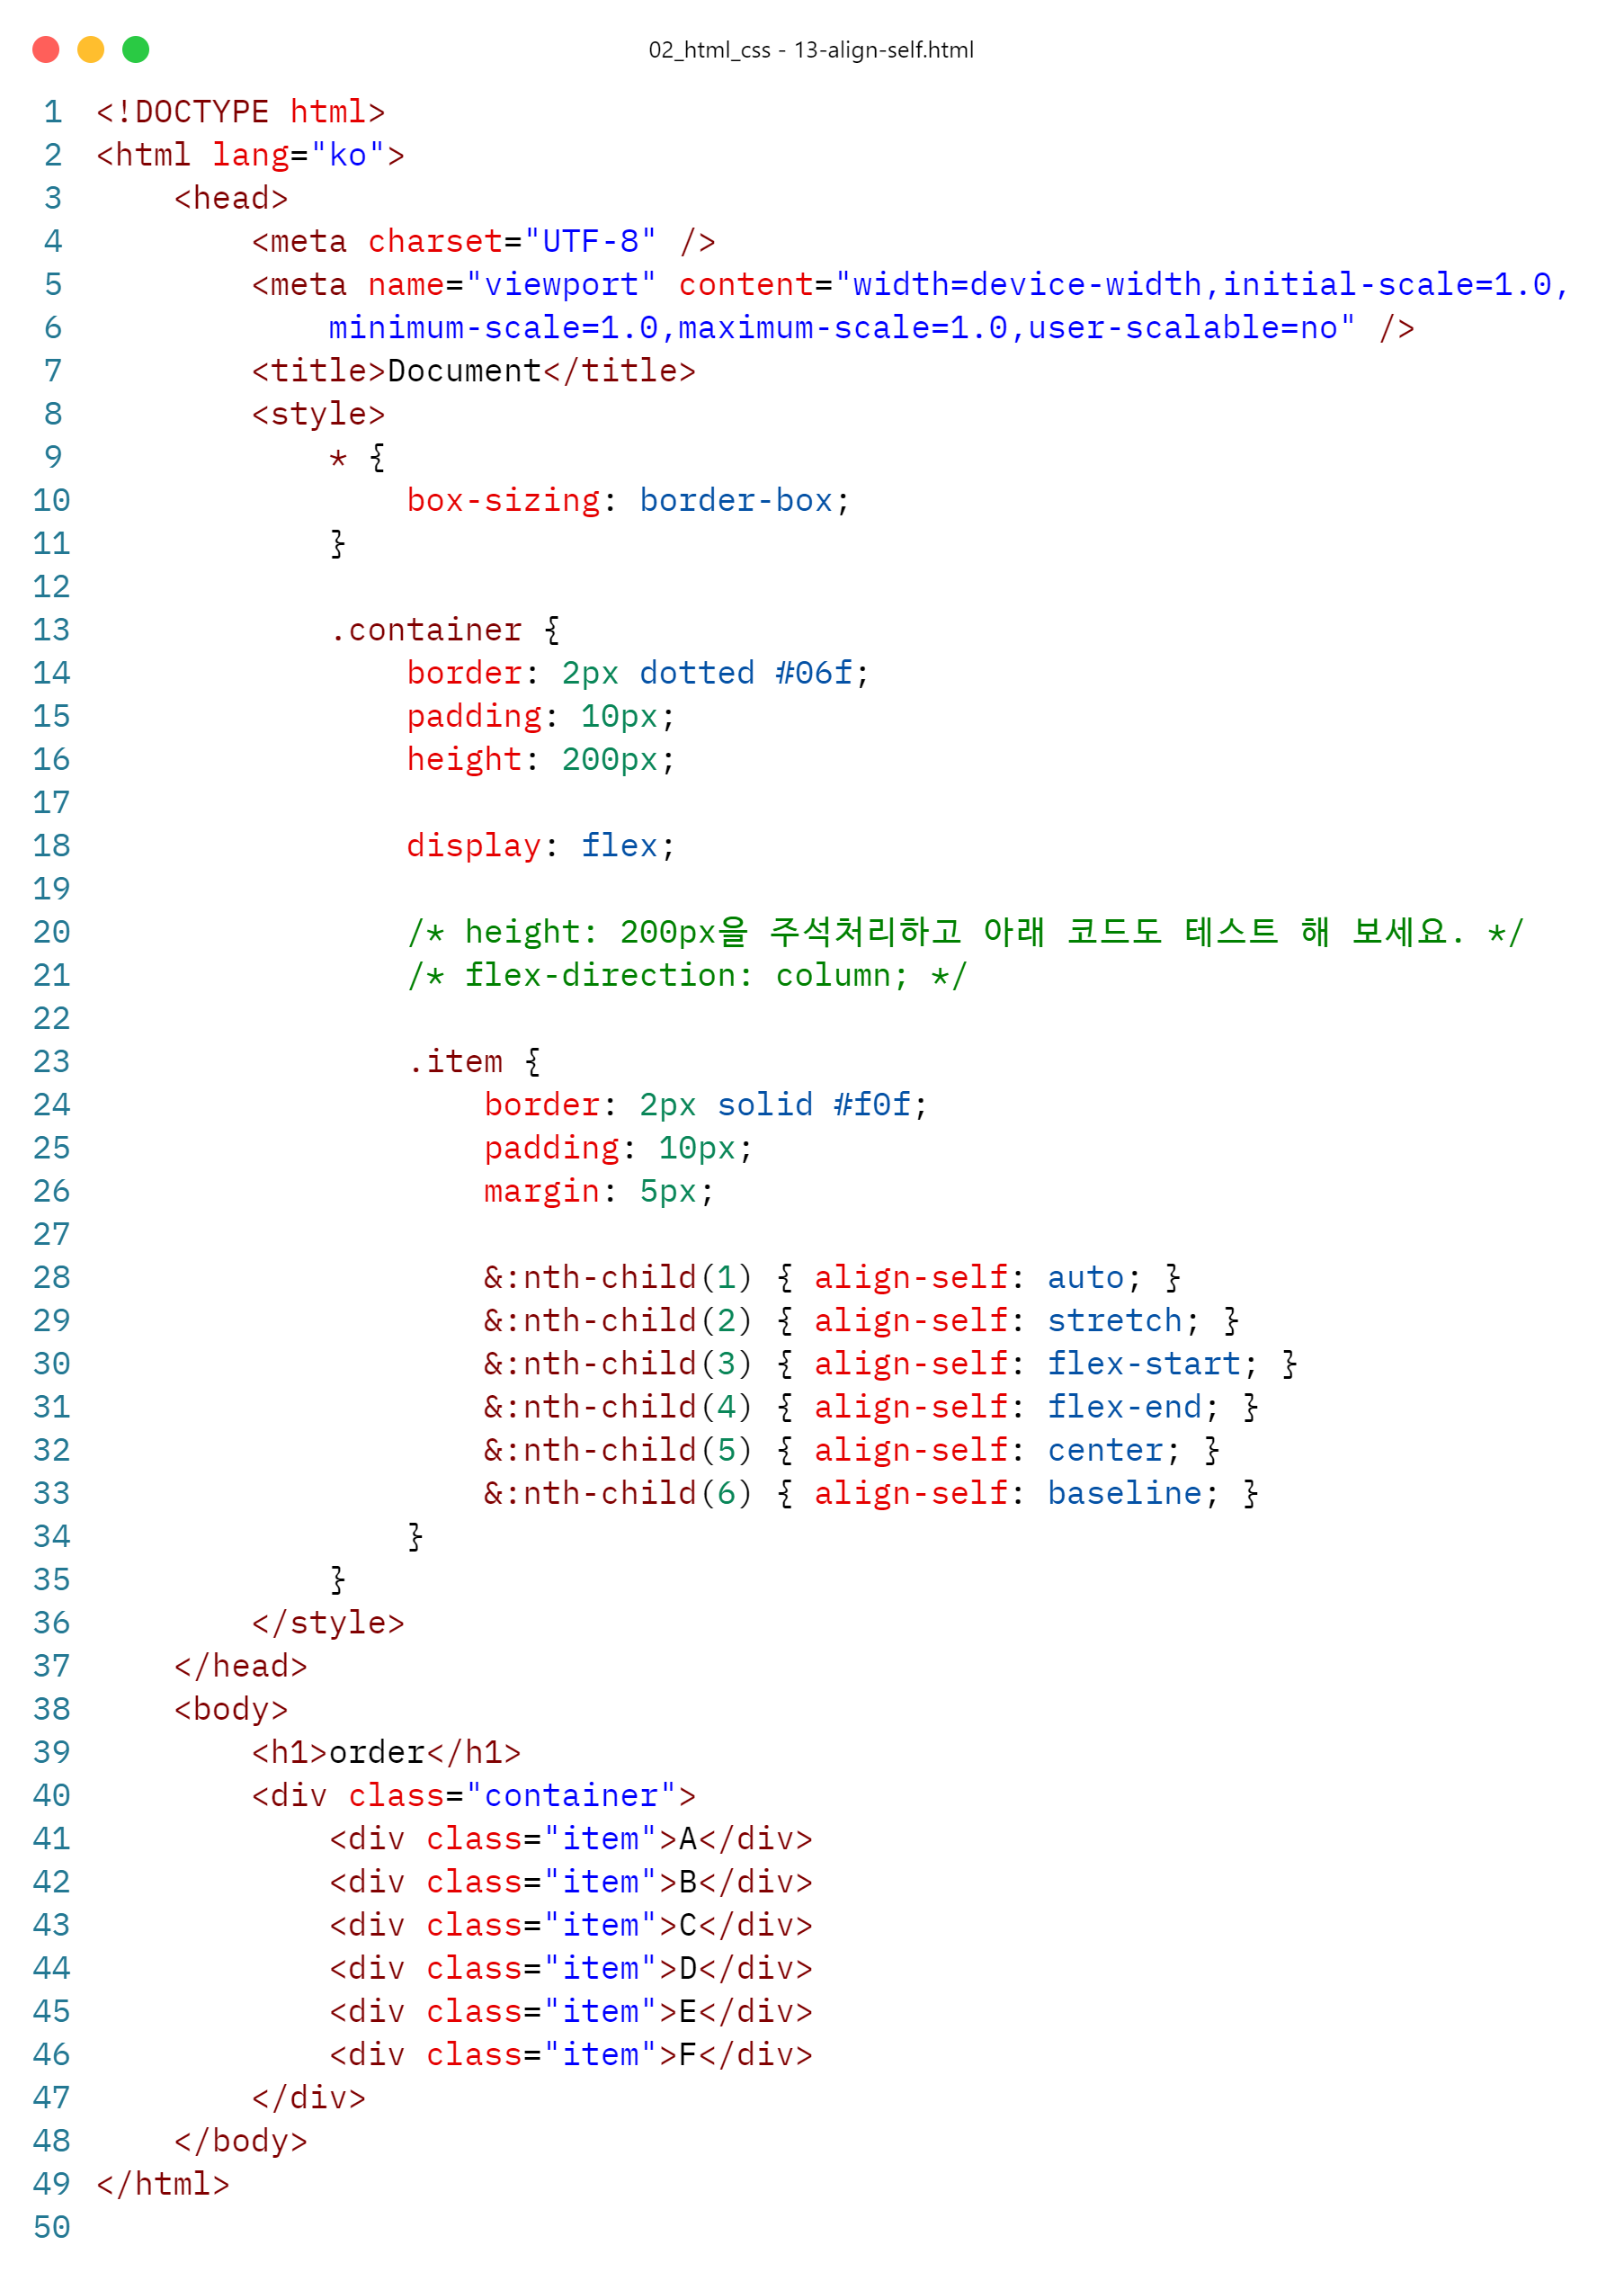 02_html_css - 13-align-self.html
1 <!DOCTYPE html>
2 <html lang="ko">
3     <head>
4         <meta charset="UTF-8" />
5         <meta name="viewport" content="width=device-width,initial-scale=1.0,
6             minimum-scale=1.0,maximum-scale=1.0,user-scalable=no" />
7         <title>Document</title>
8         <style>
9             * {
10                 box-sizing: border-box;
11             }
12
13             .container {
14                 border: 2px dotted #06f;
15                 padding: 10px;
16                 height: 200px;
17
18                 display: flex;
19
20                 /* height: 200px을 주석처리하고 아래 코드도 테스트 해 보세요. */
21                 /* flex-direction: column; */
22
23                 .item {
24                     border: 2px solid #f0f;
25                     padding: 10px;
26                     margin: 5px;
27
28                     &:nth-child(1) { align-self: auto; }
29                     &:nth-child(2) { align-self: stretch; }
30                     &:nth-child(3) { align-self: flex-start; }
31                     &:nth-child(4) { align-self: flex-end; }
32                     &:nth-child(5) { align-self: center; }
33                     &:nth-child(6) { align-self: baseline; }
34                 }
35             }
36         </style>
37     </head>
38     <body>
39         <h1>order</h1>
40         <div class="container">
41             <div class="item">A</div>
42             <div class="item">B</div>
43             <div class="item">C</div>
44             <div class="item">D</div>
45             <div class="item">E</div>
46             <div class="item">F</div>
47         </div>
48     </body>
49 </html>
50